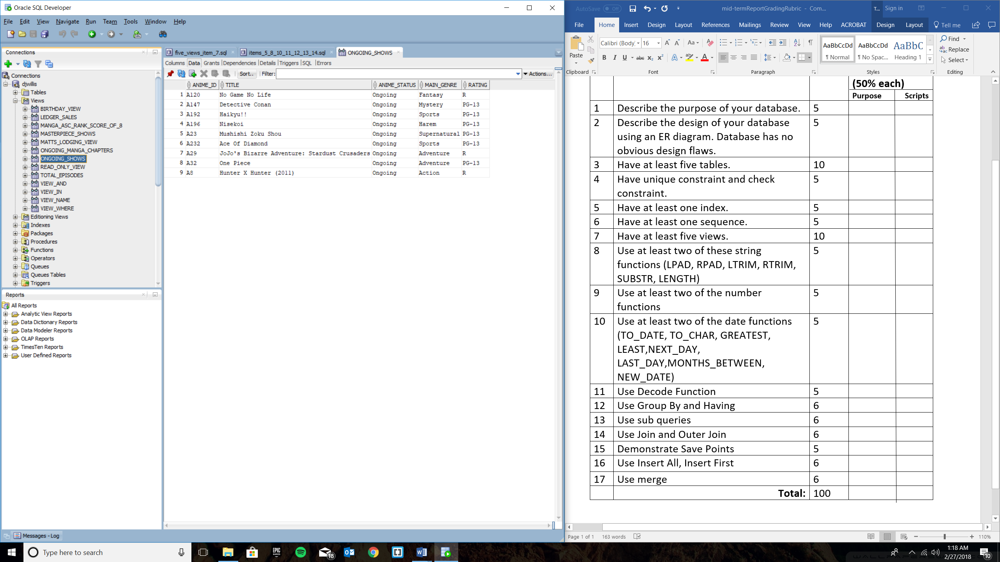 Oracle SQL Developer
File Edit View Navigate Run Team Tools Window Help
Connections
Connections
djwillis
Tables
Views
BIRTHDAY_VIEW
LEDGER_SALES
MANGA_ASC_RANK_SCORE_OF_8
MASTERPIECE_SHOWS
MATTS_LODGING_VIEW
ONGOING_MANGA_CHAPTERS
ONGOING_SHOWS
READ_ONLY_VIEW
TOTAL_EPISODES
VIEW_AND
VIEW_IN
VIEW_NAME
VIEW_WHERE
Editioning Views
Indexes
Packages
Procedures
Functions
Operators
Queues
Queues Tables
Triggers
Reports
All Reports
Analytic View Reports
Data Dictionary Reports
Data Modeler Reports
OLAP Reports
TimesTen Reports
User Defined Reports
Messages - Log
five_views_item_7.sql items_5_8_10_11_12_13_14.sql ONGOING_SHOWS
Columns Data Grants Dependencies Details Triggers SQL Errors
Sort.. Filter: Actions...
ANIME_ID TITLE ANIME_STATUS MAIN_GENRE RATING
1 A120 No Game No Life Ongoing Fantasy R
2 A147 Detective Conan Ongoing Mystery PG-13
3 A192 Haikyu!! Ongoing Sports PG-13
4 A196 Nisekoi Ongoing Harem PG-13
5 A23 Mushishi Zoku Shou Ongoing Supernatural PG-13
6 A232 Ace Of Diamond Ongoing Sports PG-13
7 A29 JoJo's Bizarre Adventure: Stardust Crusaders Ongoing Adventure R
8 A32 One Piece Ongoing Adventure PG-13
9 A8 Hunter X Hunter (2011) Ongoing Action R
AutoSave Off mid-termReportGradingRubric - Com... T... Sign in
File Home Insert Design Layout References Mailings Review View Help ACROBAT Design Layout Tell me
Paste
Calibri (Body) 16 Aa
B I U abc X2 X2 A ab A
AaBbCcDd AaBbCcDd AaBbC
¶ Normal ¶ No Spac... Heading 1
Find
Replace
Select
Clipboard Font Paragraph Styles Editing
(50% each)
Purpose Scripts
1 Describe the purpose of your database. 5
2 Describe the design of your database 5
using an ER diagram. Database has no
obvious design flaws.
3 Have at least five tables. 10
4 Have unique constraint and check 5
constraint.
5 Have at least one index. 5
6 Have at least one sequence. 5
7 Have at least five views. 10
8 Use at least two of these string 5
functions (LPAD, RPAD, LTRIM, RTRIM,
SUBSTR, LENGTH)
9 Use at least two of the number 5
functions
10 Use at least two of the date functions 5
(TO_DATE, TO_CHAR, GREATEST,
LEAST,NEXT_DAY,
LAST_DAY,MONTHS_BETWEEN,
NEW_DATE)
11 Use Decode Function 5
12 Use Group By and Having 6
13 Use sub queries 6
14 Use Join and Outer Join 6
15 Demonstrate Save Points 5
16 Use Insert All, Insert First 6
17 Use merge 6
Total: 100
Page 1 of 1 163 words 110%
Type here to search
EPIC GAMES
18
1:18 AM
2/27/2018
10